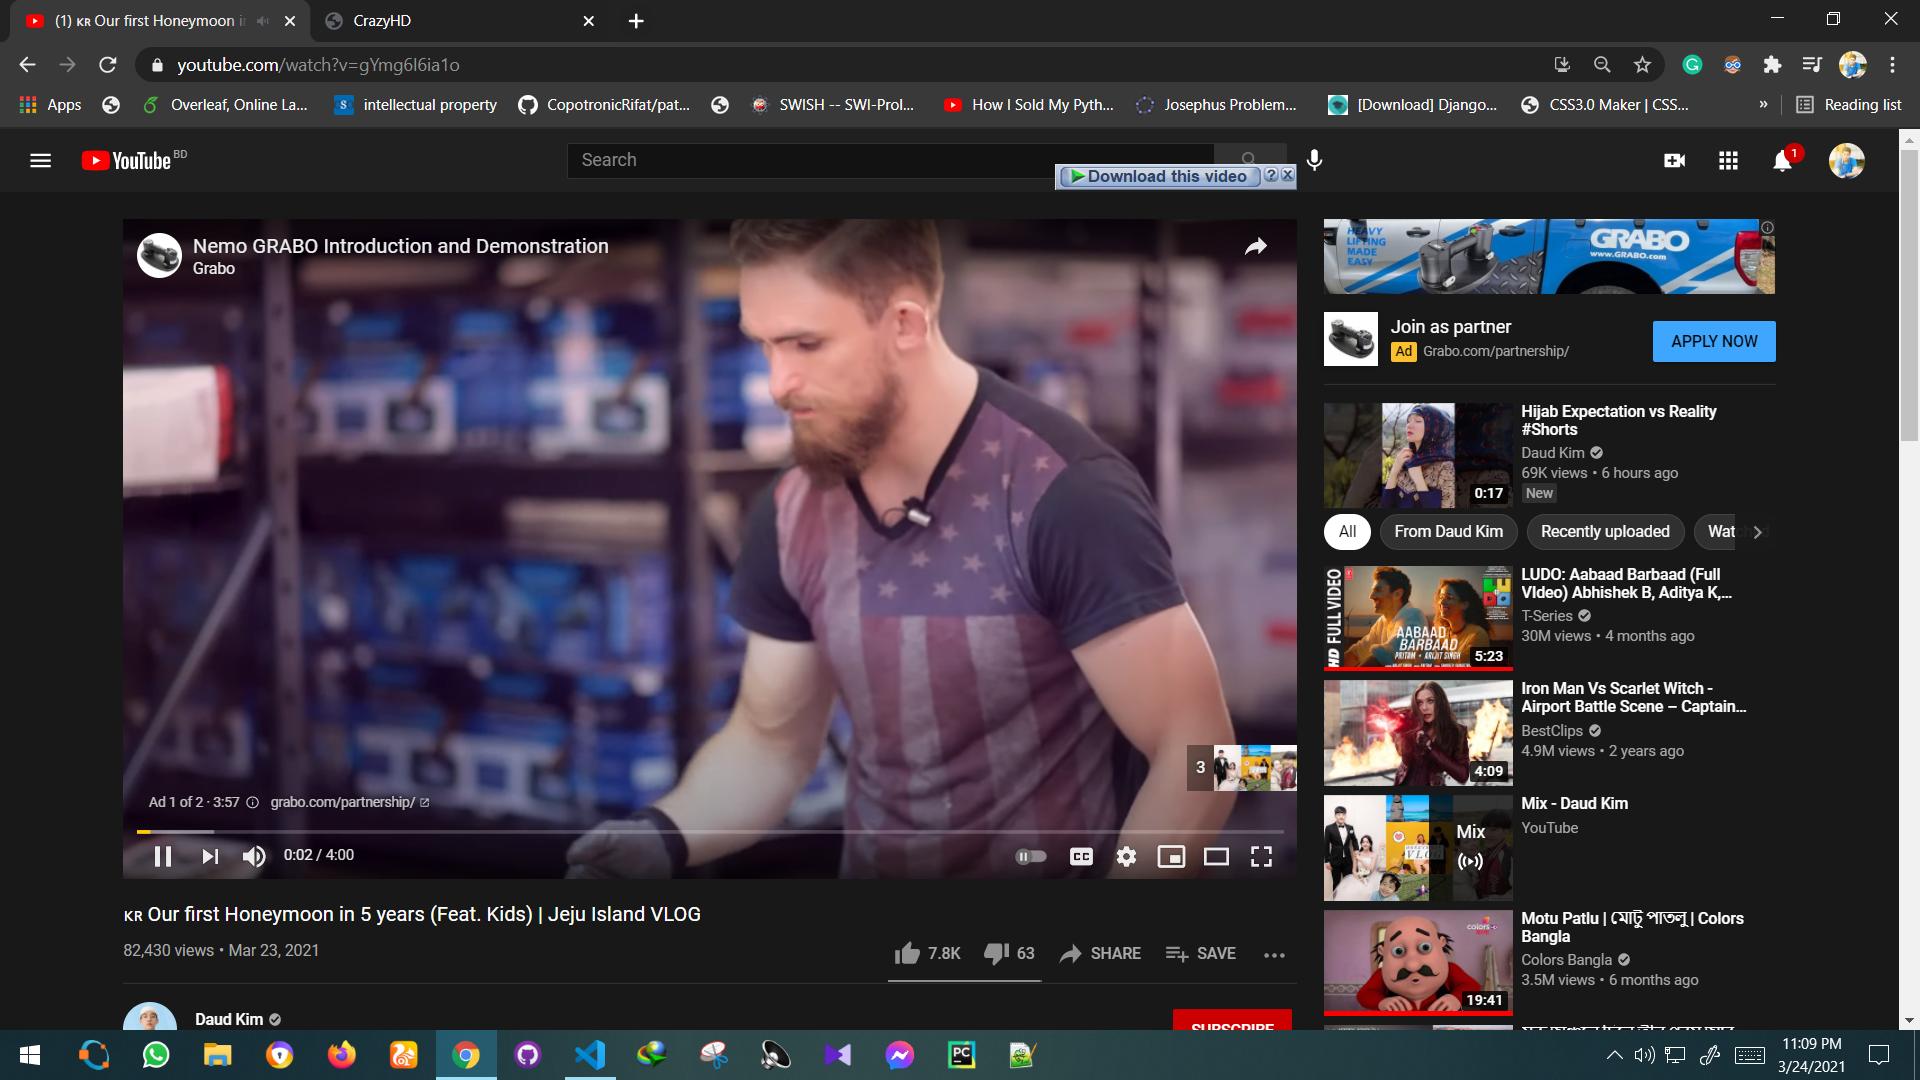 (1) ᴋʀ Our first Honeymoon i
CrazyHD
youtube.com/watch?v=gYmg6I6ia1o
Apps
Overleaf, Online La...
intellectual property
CopotronicRifat/pat...
SWISH -- SWI-Prol...
How I Sold My Pyth...
Josephus Problem...
[Download] Django...
CSS3.0 Maker | CSS...
»
Reading list
YouTube BD
Search
Download this video
1
Nemo GRABO Introduction and Demonstration
Grabo
Ad 1 of 2 · 3:57
grabo.com/partnership/
3
0:02 / 4:00
CC
ᴋʀ Our first Honeymoon in 5 years (Feat. Kids) | Jeju Island VLOG
82,430 views • Mar 23, 2021
7.8K
63
SHARE
SAVE
Daud Kim
SUBSCRIBE
HEAVY
LIFTING
MADE
EASY
GRABO
www.GRABO.com
Join as partner
Ad Grabo.com/partnership/
APPLY NOW
Hijab Expectation vs Reality
#Shorts
Daud Kim
69K views • 6 hours ago
New
0:17
All
From Daud Kim
Recently uploaded
Wat
HD FULL VIDEO
AABAAD
BARBAAD
5:23
LUDO: Aabaad Barbaad (Full
VIdeo) Abhishek B, Aditya K,...
T-Series
30M views • 4 months ago
4:09
Iron Man Vs Scarlet Witch -
Airport Battle Scene – Captain...
BestClips
4.9M views • 2 years ago
Mix
Mix - Daud Kim
YouTube
colors
19:41
Motu Patlu | মোটু পাতলু | Colors
Bangla
Colors Bangla
3.5M views • 6 months ago
PC
11:09 PM
3/24/2021